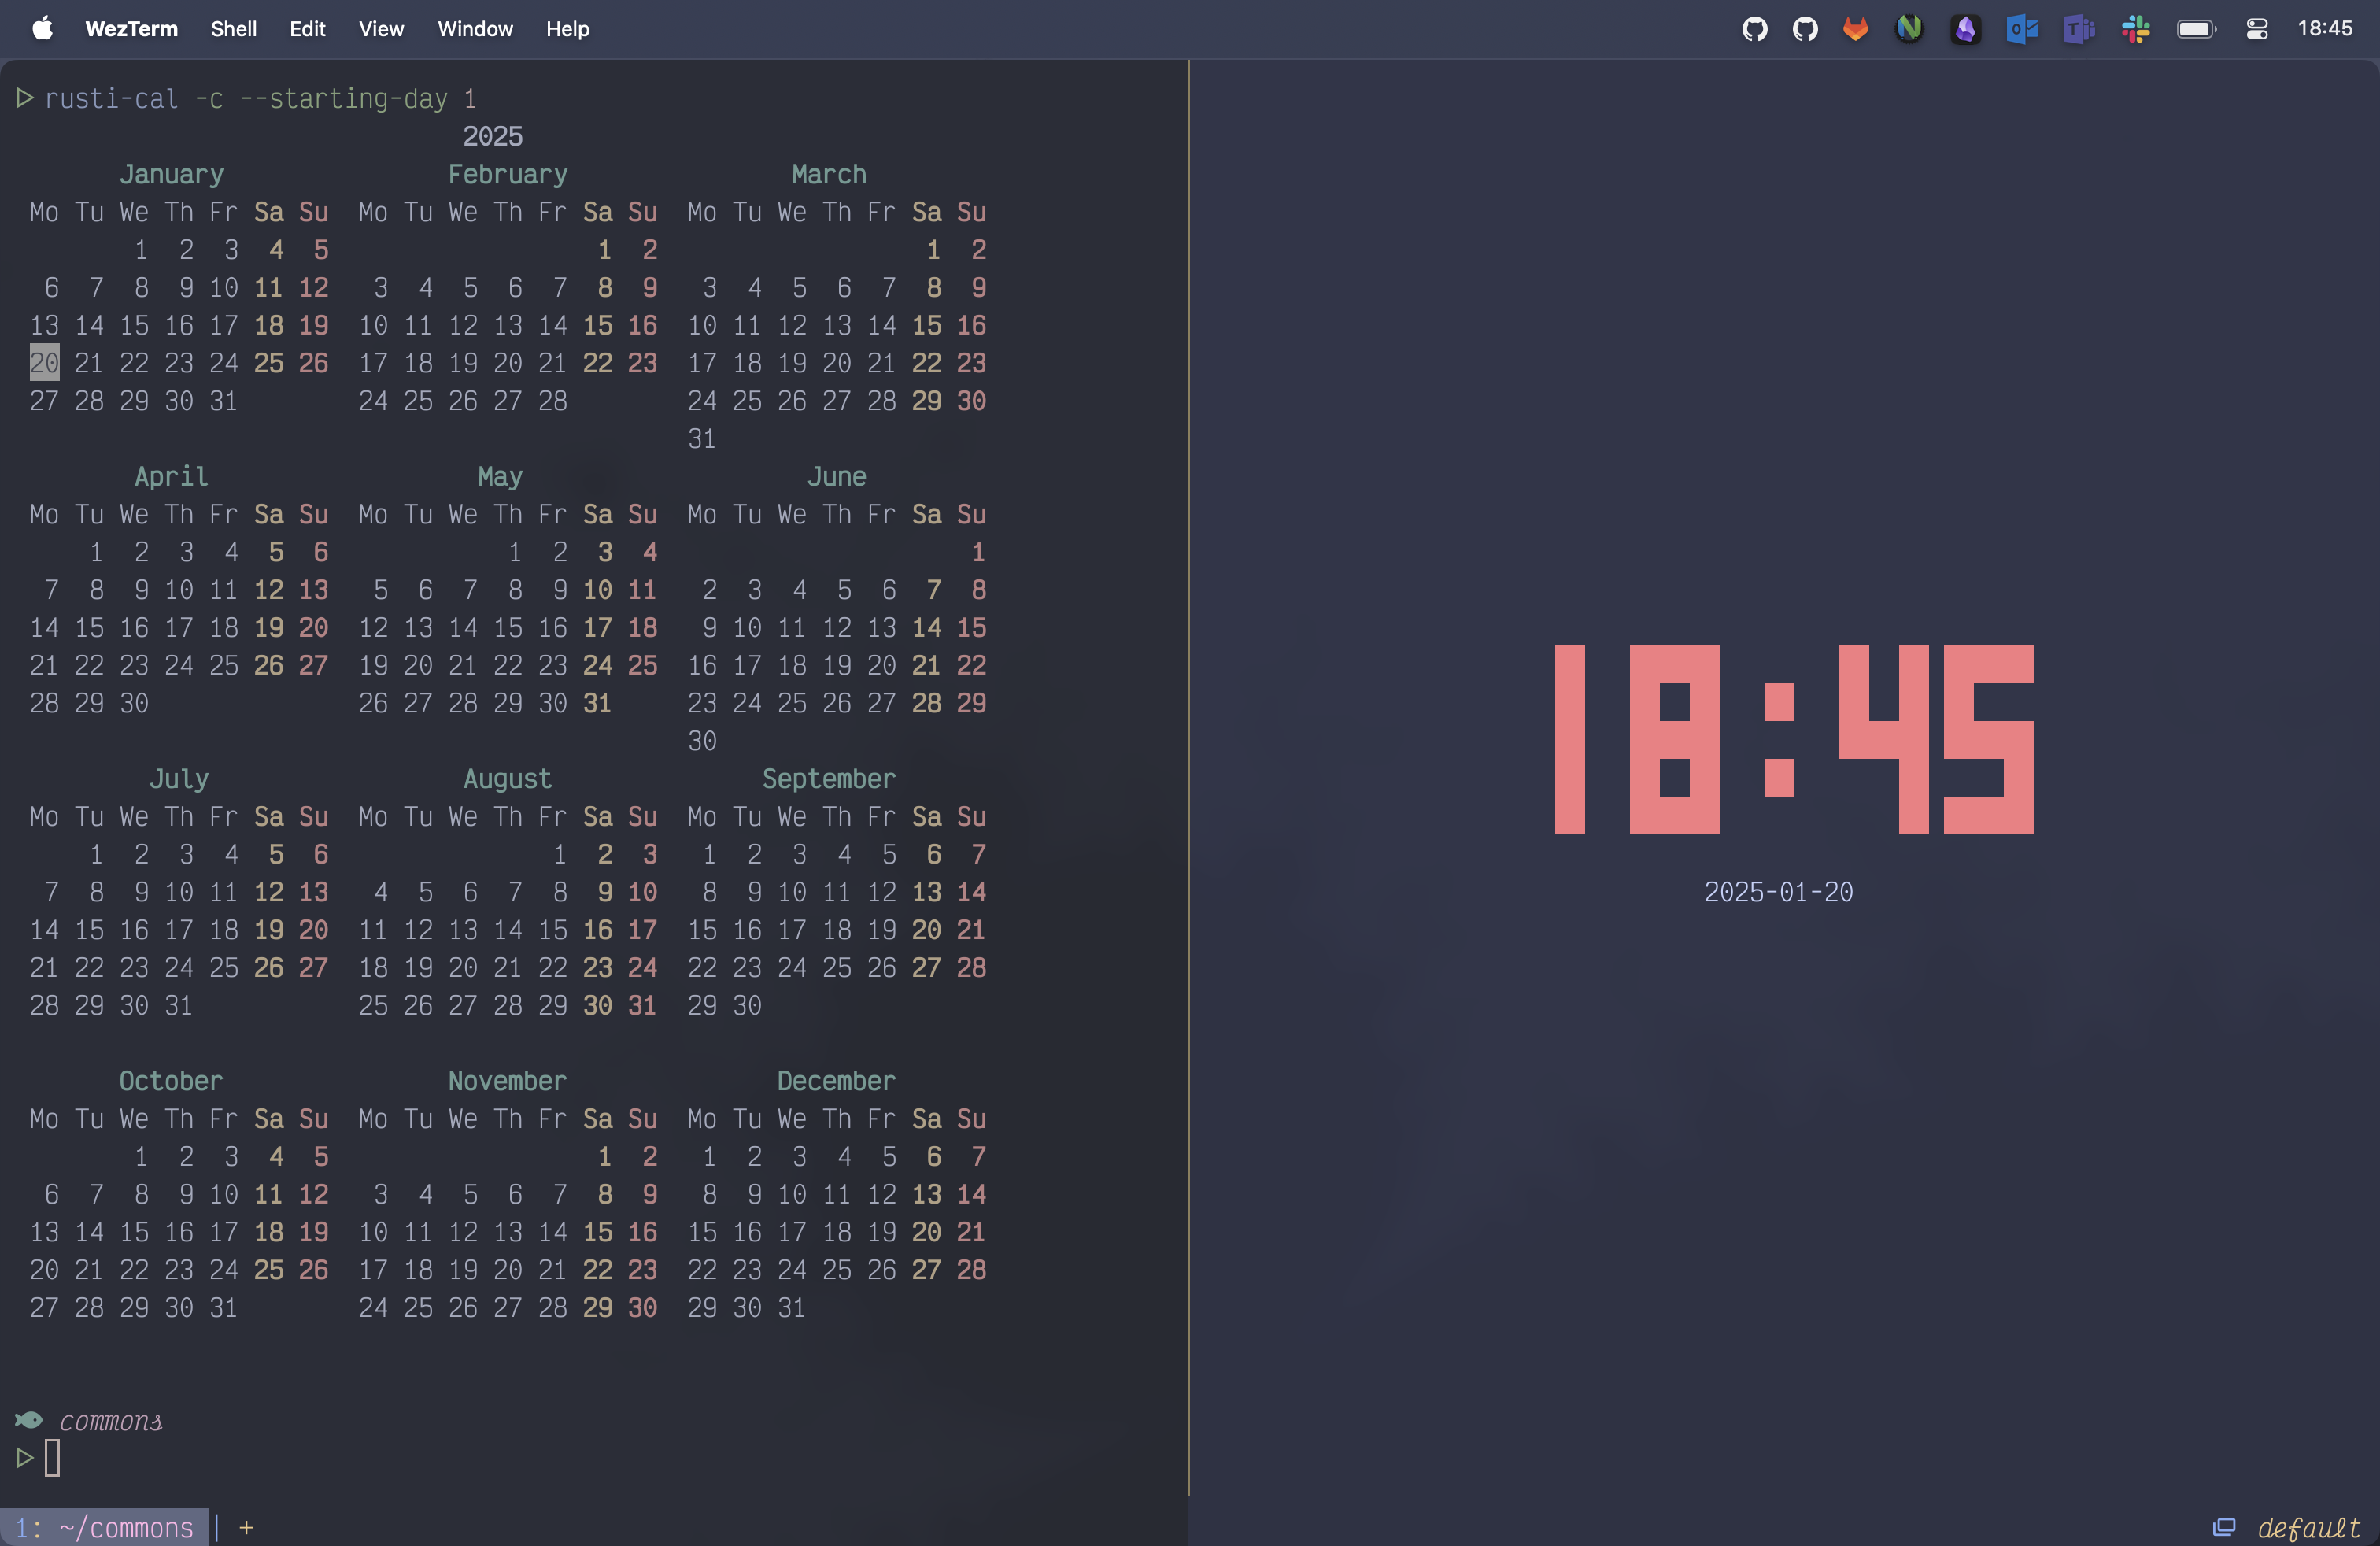 WezTerm Shell Edit View Window Help 18:45
rusti-cal -c --starting-day 1
2025
January February March
Mo Tu We Th Fr Sa Su Mo Tu We Th Fr Sa Su Mo Tu We Th Fr Sa Su
1 2 3 4 5 1 2 1 2
6 7 8 9 10 11 12 3 4 5 6 7 8 9 3 4 5 6 7 8 9
13 14 15 16 17 18 19 10 11 12 13 14 15 16 10 11 12 13 14 15 16
20 21 22 23 24 25 26 17 18 19 20 21 22 23 17 18 19 20 21 22 23
27 28 29 30 31 24 25 26 27 28 24 25 26 27 28 29 30
31
April May June
Mo Tu We Th Fr Sa Su Mo Tu We Th Fr Sa Su Mo Tu We Th Fr Sa Su
1 2 3 4 5 6 1 2 3 4 1
7 8 9 10 11 12 13 5 6 7 8 9 10 11 2 3 4 5 6 7 8
14 15 16 17 18 19 20 12 13 14 15 16 17 18 9 10 11 12 13 14 15
21 22 23 24 25 26 27 19 20 21 22 23 24 25 16 17 18 19 20 21 22
28 29 30 26 27 28 29 30 31 23 24 25 26 27 28 29
30
July August September
Mo Tu We Th Fr Sa Su Mo Tu We Th Fr Sa Su Mo Tu We Th Fr Sa Su
1 2 3 4 5 6 1 2 3 1 2 3 4 5 6 7
7 8 9 10 11 12 13 4 5 6 7 8 9 10 8 9 10 11 12 13 14
14 15 16 17 18 19 20 11 12 13 14 15 16 17 15 16 17 18 19 20 21
21 22 23 24 25 26 27 18 19 20 21 22 23 24 22 23 24 25 26 27 28
28 29 30 31 25 26 27 28 29 30 31 29 30
October November December
Mo Tu We Th Fr Sa Su Mo Tu We Th Fr Sa Su Mo Tu We Th Fr Sa Su
1 2 3 4 5 1 2 1 2 3 4 5 6 7
6 7 8 9 10 11 12 3 4 5 6 7 8 9 8 9 10 11 12 13 14
13 14 15 16 17 18 19 10 11 12 13 14 15 16 15 16 17 18 19 20 21
20 21 22 23 24 25 26 17 18 19 20 21 22 23 22 23 24 25 26 27 28
27 28 29 30 31 24 25 26 27 28 29 30 29 30 31
commons
18:45
2025-01-20
1: ~/commons | +
default